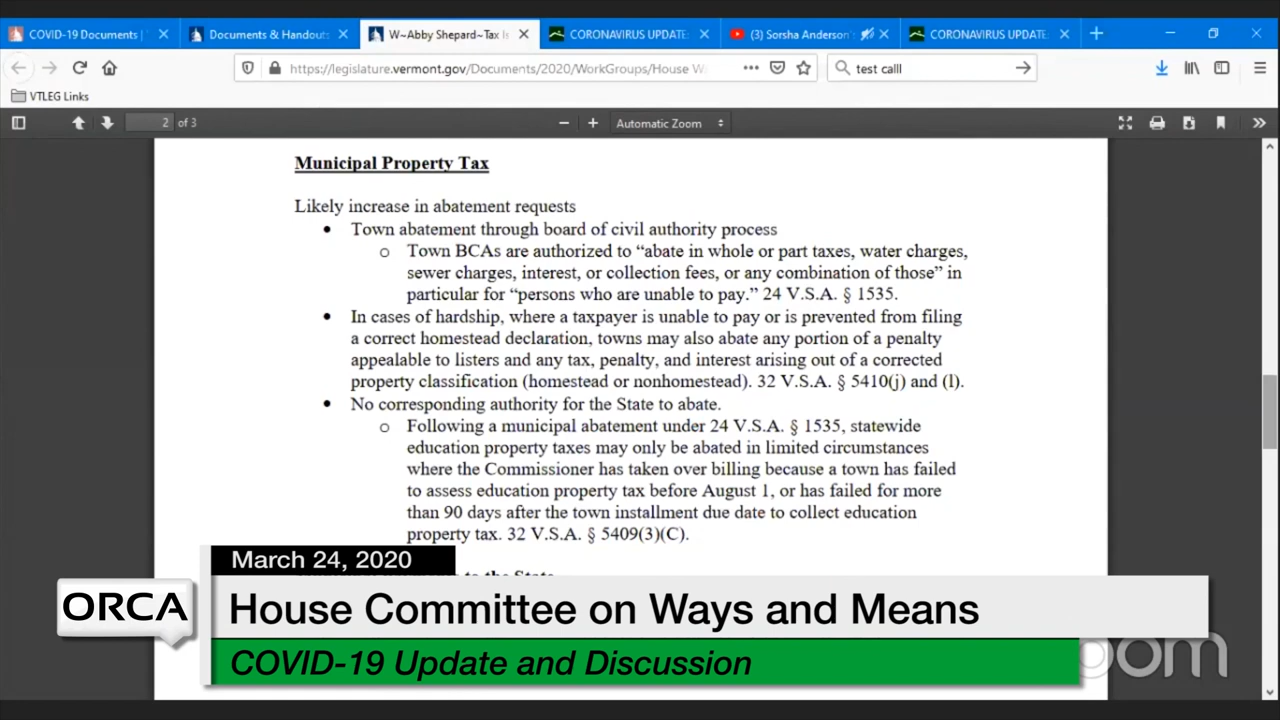 COVID-19 Documents |
Documents & Handouts
W~Abby Shepard~Tax Is
CORONAVIRUS UPDATE:
(3) Sorsha Anderson'
CORONAVIRUS UPDATE:
https://legislature.vermont.gov/Documents/2020/WorkGroups/House W
test calll
VTLEG Links
2 of 3
Automatic Zoom
Municipal Property Tax
Likely increase in abatement requests
• Town abatement through board of civil authority process
o Town BCAs are authorized to “abate in whole or part taxes, water charges,
sewer charges, interest, or collection fees, or any combination of those” in
particular for “persons who are unable to pay.” 24 V.S.A. § 1535.
• In cases of hardship, where a taxpayer is unable to pay or is prevented from filing
a correct homestead declaration, towns may also abate any portion of a penalty
appealable to listers and any tax, penalty, and interest arising out of a corrected
property classification (homestead or nonhomestead). 32 V.S.A. § 5410(j) and (l).
• No corresponding authority for the State to abate.
o Following a municipal abatement under 24 V.S.A. § 1535, statewide
education property taxes may only be abated in limited circumstances
where the Commissioner has taken over billing because a town has failed
to assess education property tax before August 1, or has failed for more
than 90 days after the town installment due date to collect education
property tax. 32 V.S.A. § 5409(3)(C).
to the State
March 24, 2020
ORCA
House Committee on Ways and Means
COVID-19 Update and Discussion
oom